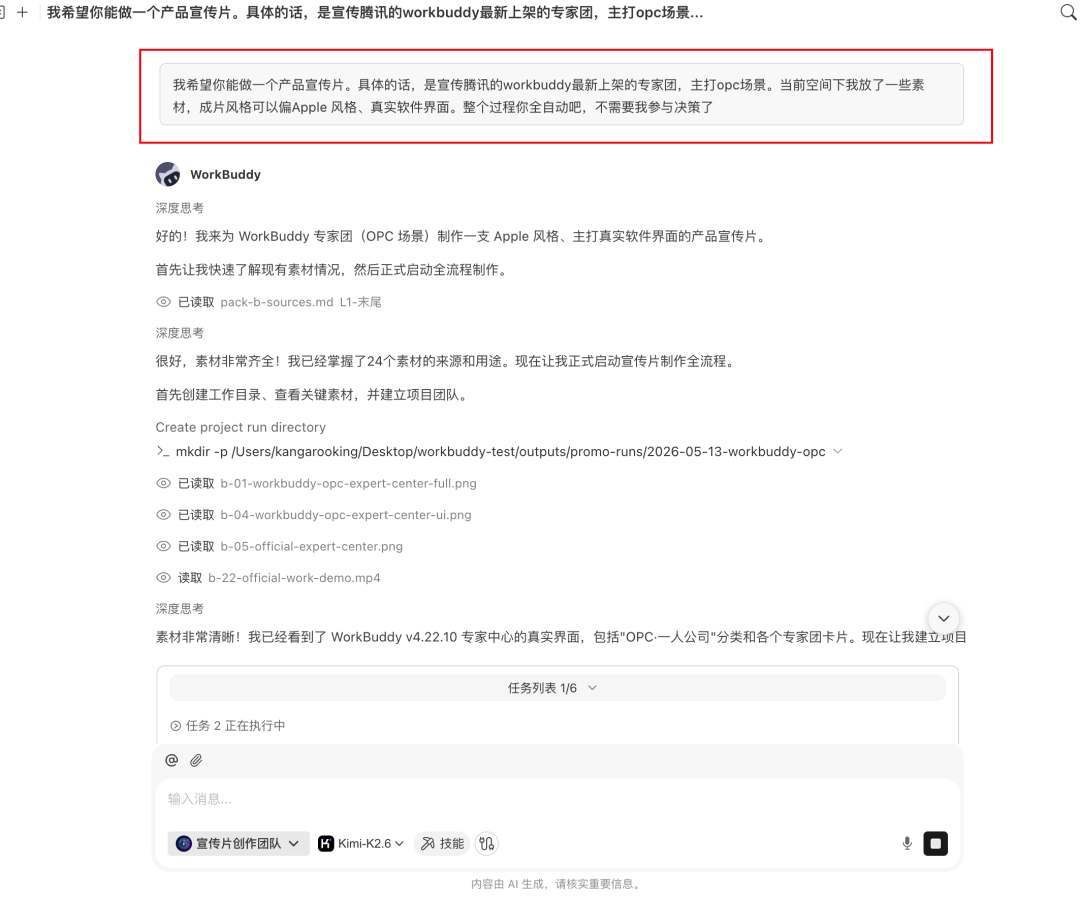 我希望你能做一个产品宣传片。具体的话，是宣传腾讯的workbuddy最新上架的专家团，主打opc场景...
我希望你能做一个产品宣传片。具体的话，是宣传腾讯的workbuddy最新上架的专家团，主打opc场景。当前空间下我放了一些素
材，成片风格可以偏Apple 风格、真实软件界面。整个过程你全自动吧，不需要我参与决策了
WorkBuddy
深度思考
好的！我来为 WorkBuddy 专家团（OPC 场景）制作一支 Apple 风格、主打真实软件界面的产品宣传片。
首先让我快速了解现有素材情况，然后正式启动全流程制作。
已读取 pack-b-sources.md L1-末尾
深度思考
很好，素材非常齐全！我已经掌握了24个素材的来源和用途。现在让我正式启动宣传片制作全流程。
首先创建工作目录、查看关键素材，并建立项目团队。
Create project run directory
>_ mkdir -p /Users/kangarooking/Desktop/workbuddy-test/outputs/promo-runs/2026-05-13-workbuddy-opc
已读取 b-01-workbuddy-opc-expert-center-full.png
已读取 b-04-workbuddy-opc-expert-center-ui.png
已读取 b-05-official-expert-center.png
读取 b-22-official-work-demo.mp4
深度思考
素材非常清晰！我已经看到了 WorkBuddy v4.22.10 专家中心的真实界面，包括"OPC·一人公司"分类和各个专家团卡片。现在让我建立项目
任务列表 1/6
任务 2 正在执行中
@
输入消息...
宣传片创作团队 Kimi-K2.6 技能
内容由 AI 生成，请核实重要信息。